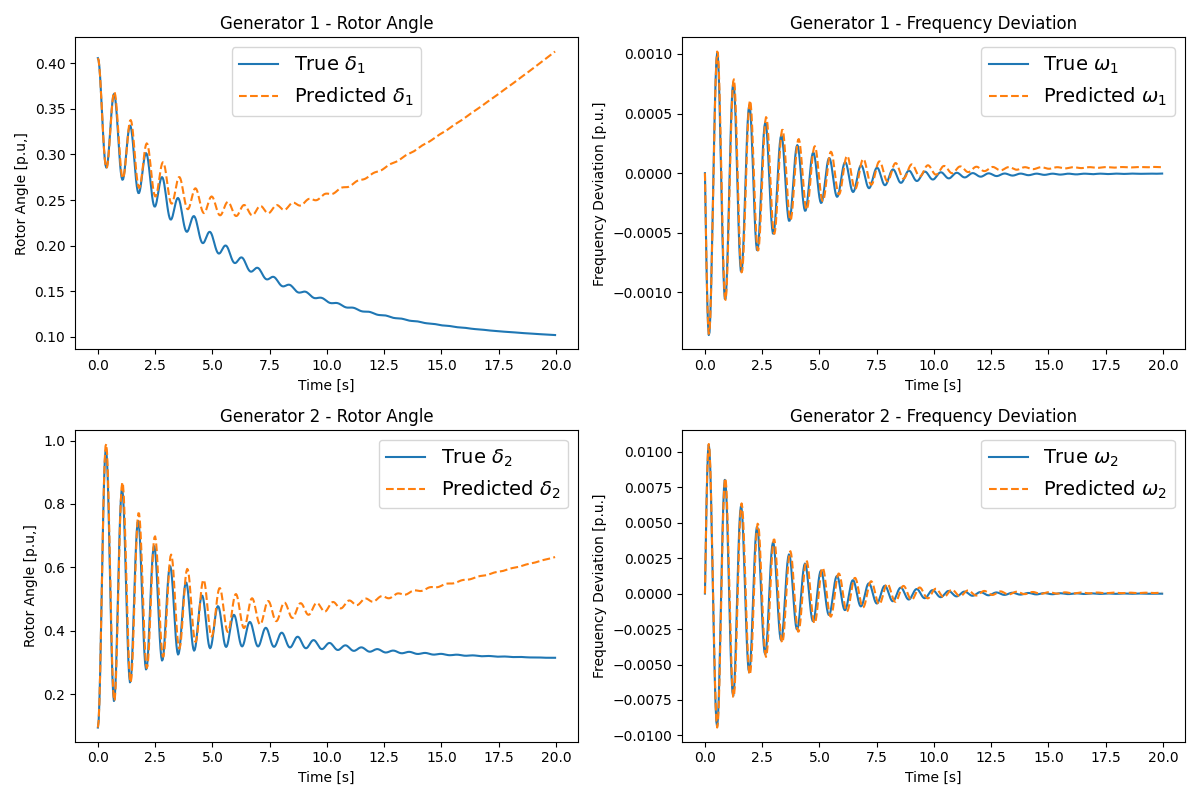 Generator 1 - Rotor Angle
Rotor Angle [p.u,]
0.40
0.35
0.30
0.25
0.20
0.15
0.10
True δ₁
Predicted δ₁
0.0 2.5 5.0 7.5 10.0 12.5 15.0 17.5 20.0
Time [s]
Generator 1 - Frequency Deviation
Frequency Deviation [p.u.]
0.0010
0.0005
0.0000
−0.0005
−0.0010
True ω₁
Predicted ω₁
0.0 2.5 5.0 7.5 10.0 12.5 15.0 17.5 20.0
Time [s]
Generator 2 - Rotor Angle
Rotor Angle [p.u,]
1.0
0.8
0.6
0.4
0.2
True δ₂
Predicted δ₂
0.0 2.5 5.0 7.5 10.0 12.5 15.0 17.5 20.0
Time [s]
Generator 2 - Frequency Deviation
Frequency Deviation [p.u.]
0.0100
0.0075
0.0050
0.0025
0.0000
−0.0025
−0.0050
−0.0075
−0.0100
True ω₂
Predicted ω₂
0.0 2.5 5.0 7.5 10.0 12.5 15.0 17.5 20.0
Time [s]